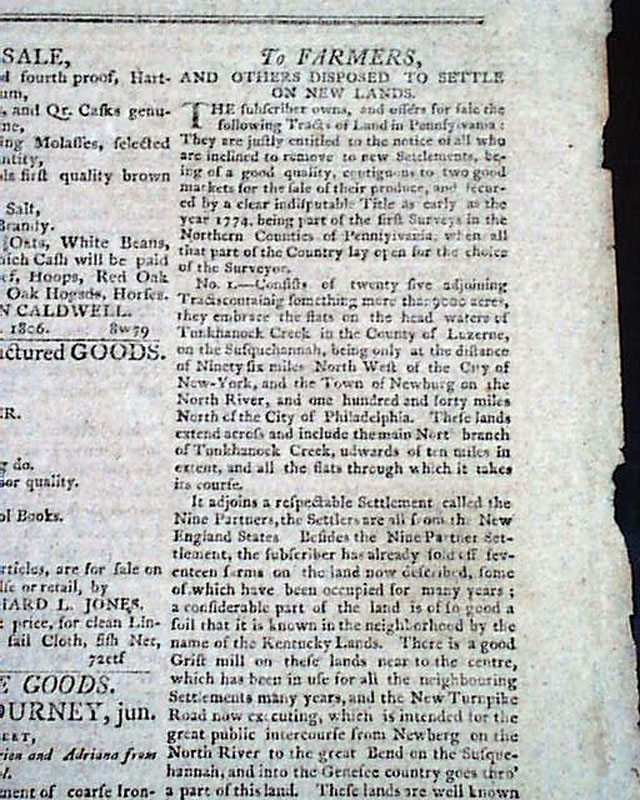 SALE,
d fourth proof, Hart-
um,
, and Qr. Casks genu-
ne,
ing Molaſſes, selected
antity,
firſt quality brown
Salt,
Brandy.
Oats, White Beans,
hich Caſh will be paid
ef, Hoops, Red Oak
Oak Hogsds, Horſes.
N CALDWELL.
1806. 8w79
ctured GOODS.
ER.
g do.
or quality.
ol Books.
rticles, are for ſale on
lſe or retail, by
HARD L. JONES.
e price, for clean Lin-
ſail Cloth, fiſh Net,
72ctf
E GOODS.
OURNEY, jun.
EET,
rien and Adriana from
el.
ment of coarſe Iron-
To FARMERS,
AND OTHERS DISPOSED TO SETTLE
ON NEW LANDS.
THE ſubſcriber owns, and offers for ſale the
following Tracts of Land in Pennſylvania:
They are juſtly entitled to the notice of all who
are inclined to remove to new Settlements, be-
ing of a good quality, contiguous to two good
markets for the ſale of their produce, and ſecur-
ed by a clear indiſputable Title as early as the
year 1774, being part of the firſt Surveys in the
Northern Counties of Pennſylvania, when all
that part of the Country lay open for the choice
of the Surveyor.
No. 1.—Conſiſts of twenty five adjoining
Tracts containig ſomething more than 9000 acres,
they embrace the flats on the head waters of
Tunkhanock Creek in the County of Luzerne,
on the Suſquehannah, being only at the diſtance
of Ninety ſix miles North Weſt of the City of
New-York, and the Town of Newburg on the
North River, and one hundred and forty miles
North of the City of Philadelphia. Theſe lands
extend acroſs and include the main Nort branch
of Tunkhanock Creek, udwards of ten miles in
extent, and all the flats through which it takes
its courſe.
It adjoins a reſpectable Settlement called the
Nine Partners, the Settlers are all from the New
England States Beſides the Nine Partner Set-
tlement, the ſubſcriber has already ſold off ſev-
enteen farms on the land now deſcribed, ſome
of which have been occupied for many years;
a conſiderable part of the land is of ſo good a
ſoil that it is known in the neighborhood by the
name of the Kentucky Lands. There is a good
Griſt mill on theſe lands near to the centre,
which has been in uſe for all the neighbouring
Settlements many years, and the New Turnpike
Road now executing, which is intended for the
great public intercourſe from Newberg on the
North River to the great Bend on the Suſque-
hannah, and into the Geneſee country goes thro'
a part of this land. Theſe lands are well known